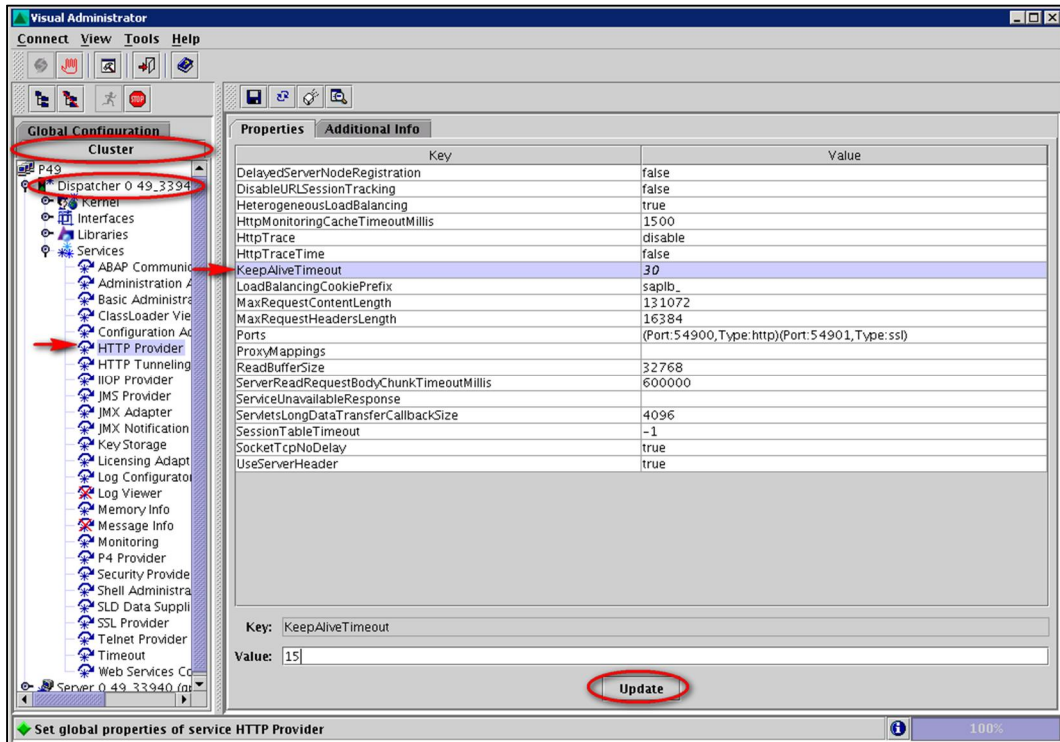 Visual Administrator
Connect View Tools Help
STOP
Global Configuration
Cluster
P49
Dispatcher 0 49_3394
Kernel
Interfaces
Libraries
Services
ABAP Communic
Administration A
Basic Administra
ClassLoader Vie
Configuration Ad
HTTP Provider
HTTP Tunneling
IIOP Provider
JMS Provider
JMX Adapter
JMX Notification
Key Storage
Licensing Adapt
Log Configurator
Log Viewer
Memory Info
Message Info
Monitoring
P4 Provider
Security Provide
Shell Administra
SLD Data Suppli
SSL Provider
Telnet Provider
Timeout
Web Services Co
Server 0 49_33940
Properties Additional Info
Key Value
DelayedServerNodeRegistration false
DisableURLSessionTracking false
HeterogeneousLoadBalancing true
HttpMonitoringCacheTimeoutMillis 1500
HttpTrace disable
HttpTraceTime false
KeepAliveTimeout 30
LoadBalancingCookiePrefix saplb_
MaxRequestContentLength 131072
MaxRequestHeadersLength 16384
Ports (Port:54900,Type:http)(Port:54901,Type:ssl)
ProxyMappings
ReadBufferSize 32768
ServerReadRequestBodyChunkTimeoutMillis 600000
ServiceUnavailableResponse
ServletsLongDataTransferCallbackSize 4096
SessionTableTimeout -1
SocketTcpNoDelay true
UseServerHeader true
Key: KeepAliveTimeout
Value: 15
Update
Set global properties of service HTTP Provider
100%